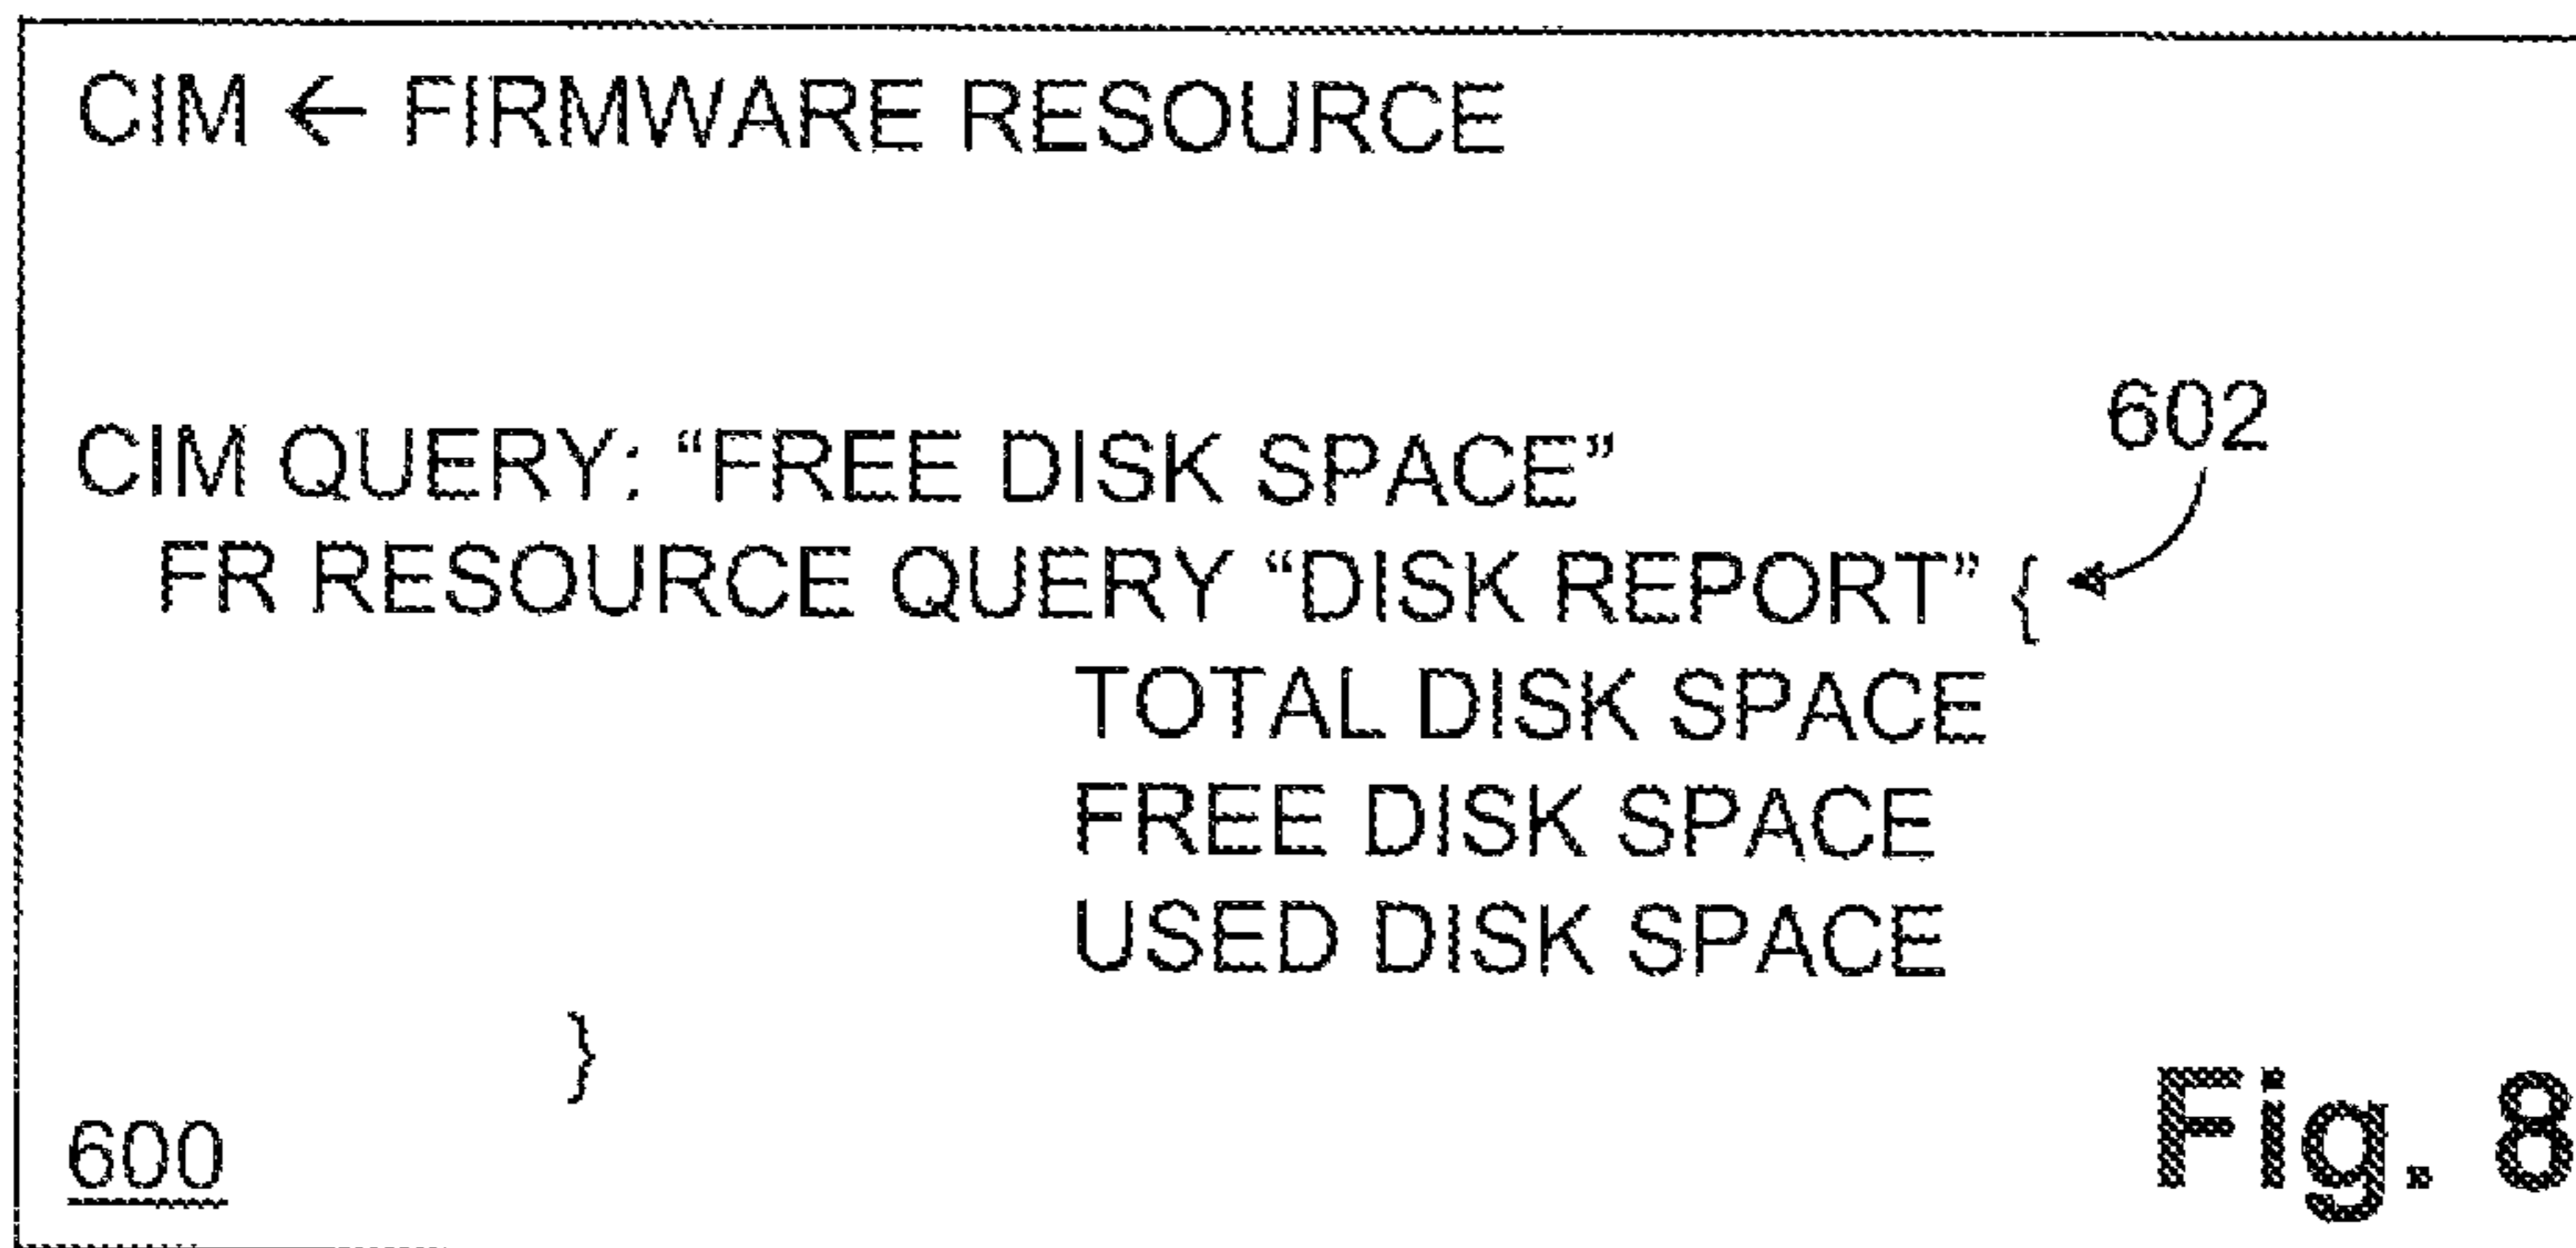 CIM ← FIRMWARE RESOURCE
602
CIM QUERY: “FREE DISK SPACE”
FR RESOURCE QUERY “DISK REPORT” {
TOTAL DISK SPACE
FREE DISK SPACE
USED DISK SPACE
}
600
Fig. 8